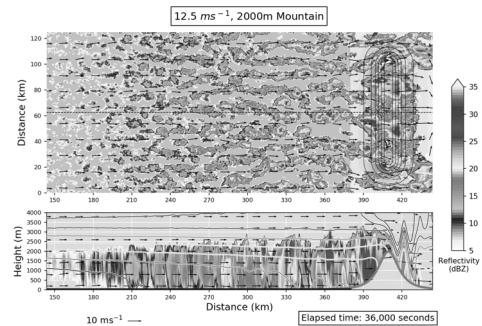 12.5 ms⁻¹, 2000m Mountain
Distance (km)
120
100
80
60
40
20
0
150 180 210 240 270 300 330 360 390 420
Height (m)
4000
3500
3000
2500
2000
1500
1000
500
0
150 180 210 240 270 300 330 360 390 420
Distance (km)
35
30
25
20
15
10
5
Reflectivity
(dBZ)
10 ms⁻¹
Elapsed time: 36,000 seconds